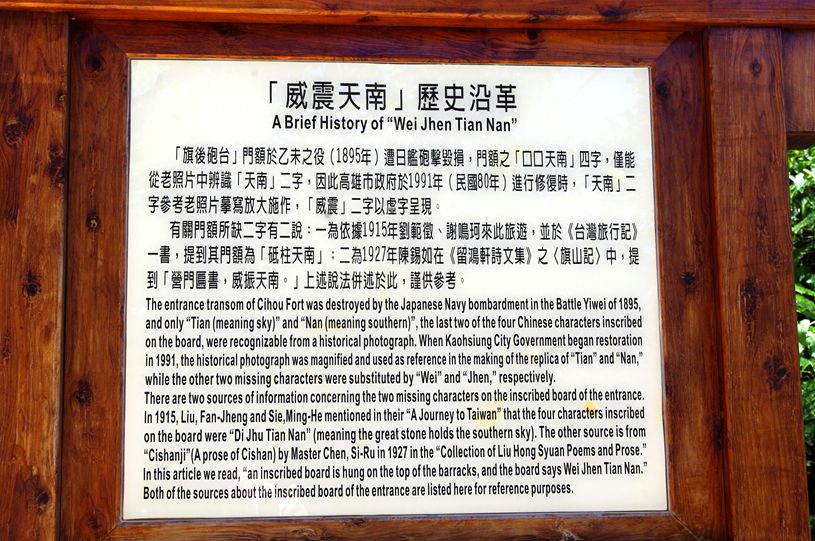 「威震天南」歷史沿革
A Brief History of “Wei Jhen Tian Nan”
「旗後砲台」門額於乙未之役（1895年）遭日艦砲擊毀損，門額之「口口天南」四字，僅能
從老照片中辨識「天南」二字，因此高雄市政府於1991年（民國80年）進行修復時，「天南」二
字參考老照片摹寫放大施作，「威震」二字以虛字呈現。
有關門額所缺二字有二說：一為依據1915年劉範徵、謝鳴珂來此旅遊，並於《台灣旅行記》
一書，提到其門額為「砥柱天南」；二為1927年陳錫如在《留鴻軒詩文集》之〈旗山記〉中，提
到「營門匾書，威振天南。」上述說法併述於此，謹供參考。
The entrance transom of Cihou Fort was destroyed by the Japanese Navy bombardment in the Battle Yiwei of 1895,
and only “Tian (meaning sky)” and “Nan (meaning southern)”, the last two of the four Chinese characters inscribed
on the board, were recognizable from a historical photograph. When Kaohsiung City Government began restoration
in 1991, the historical photograph was magnified and used as reference in the making of the replica of “Tian” and “Nan,”
while the other two missing characters were substituted by “Wei” and “Jhen,” respectively.
There are two sources of information concerning the two missing characters on the inscribed board of the entrance.
In 1915, Liu, Fan-Jheng and Sie,Ming-He mentioned in their “A Journey to Taiwan” that the four characters inscribed
on the board were “Di Jhu Tian Nan” (meaning the great stone holds the southern sky). The other source is from
“Cishanji”(A prose of Cishan) by Master Chen, Si-Ru in 1927 in the “Collection of Liu Hong Syuan Poems and Prose.”
In this article we read, “an inscribed board is hung on the top of the barracks, and the board says Wei Jhen Tian Nan.”
Both of the sources about the inscribed board of the entrance are listed here for reference purposes.